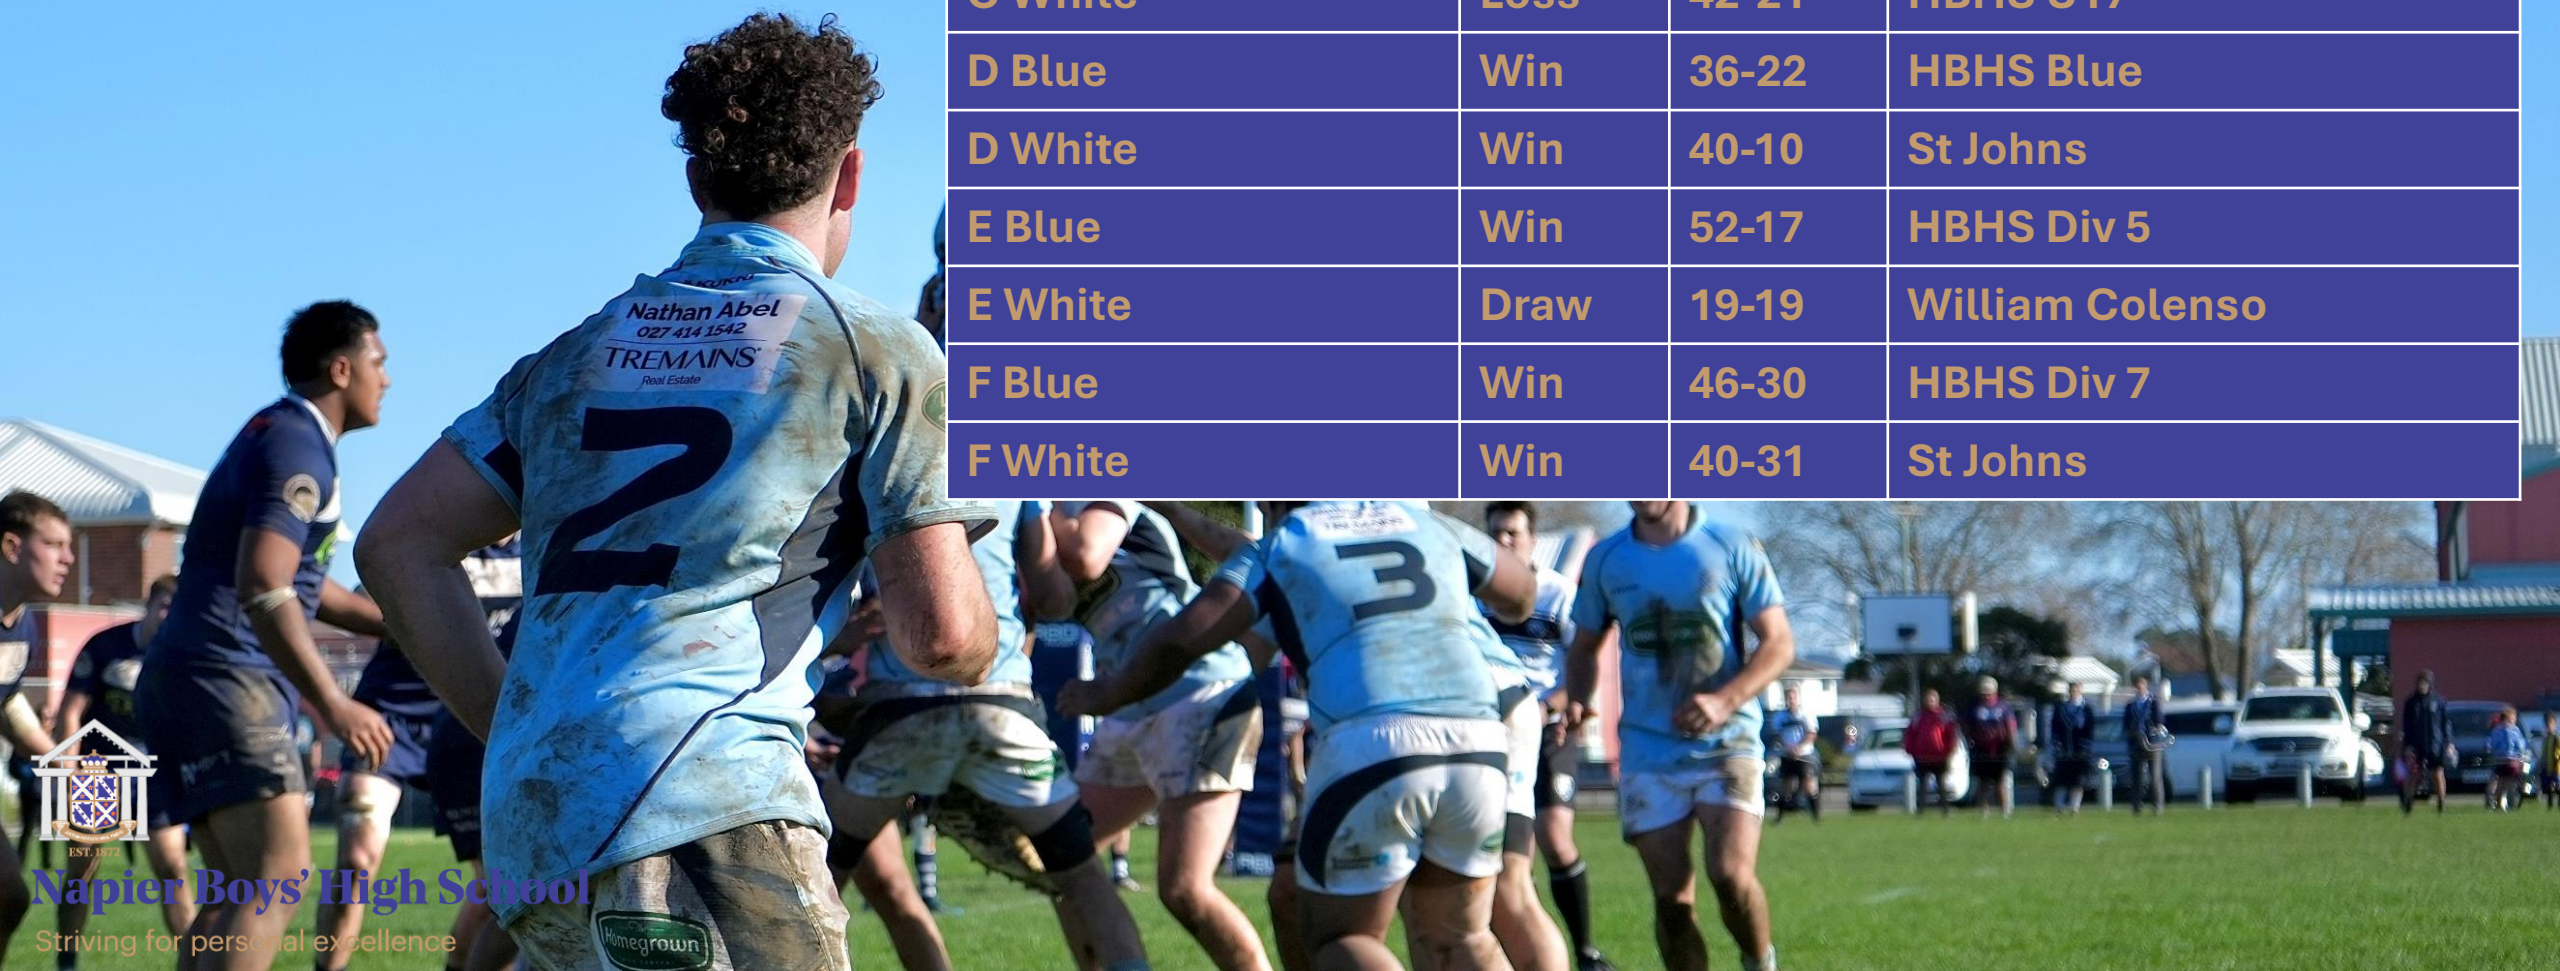 D Blue Win 36-22 HBHS Blue
D White Win 40-10 St Johns
E Blue Win 52-17 HBHS Div 5
E White Draw 19-19 William Colenso
F Blue Win 46-30 HBHS Div 7
F White Win 40-31 St Johns
Nathan Abel
027 414 1542
TREMAINS
Real Estate
2
3
EST. 1872
Napier Boys' High School
Striving for personal excellence
Homegrown